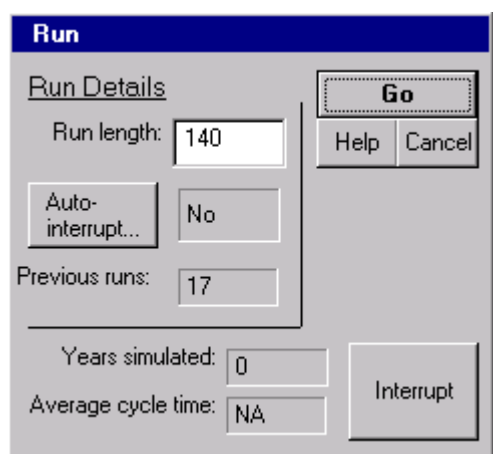 Run
Run Details
Go
Run length: 140
Help Cancel
Auto-
interrupt... No
Previous runs: 17
Years simulated: 0
Interrupt
Average cycle time: NA